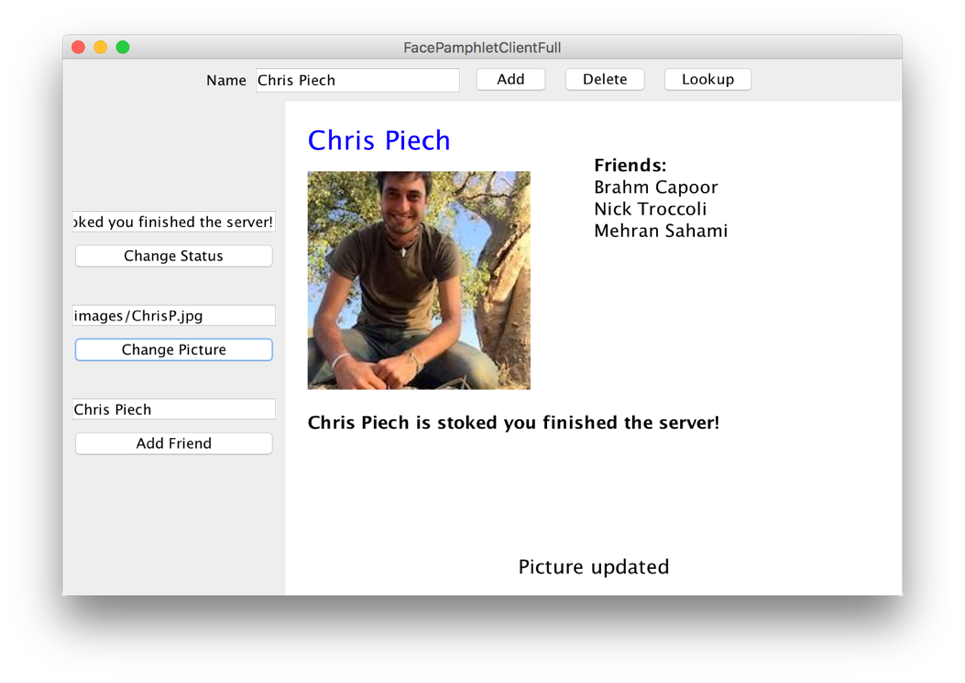 FacePamphletClientFull
Name Chris Piech Add Delete Lookup
Chris Piech
Friends:
Brahm Capoor
Nick Troccoli
Mehran Sahami
you finished the server!
Change Status
images/ChrisP.jpg
Change Picture
Chris Piech
Add Friend
Chris Piech is stoked you finished the server!
Picture updated